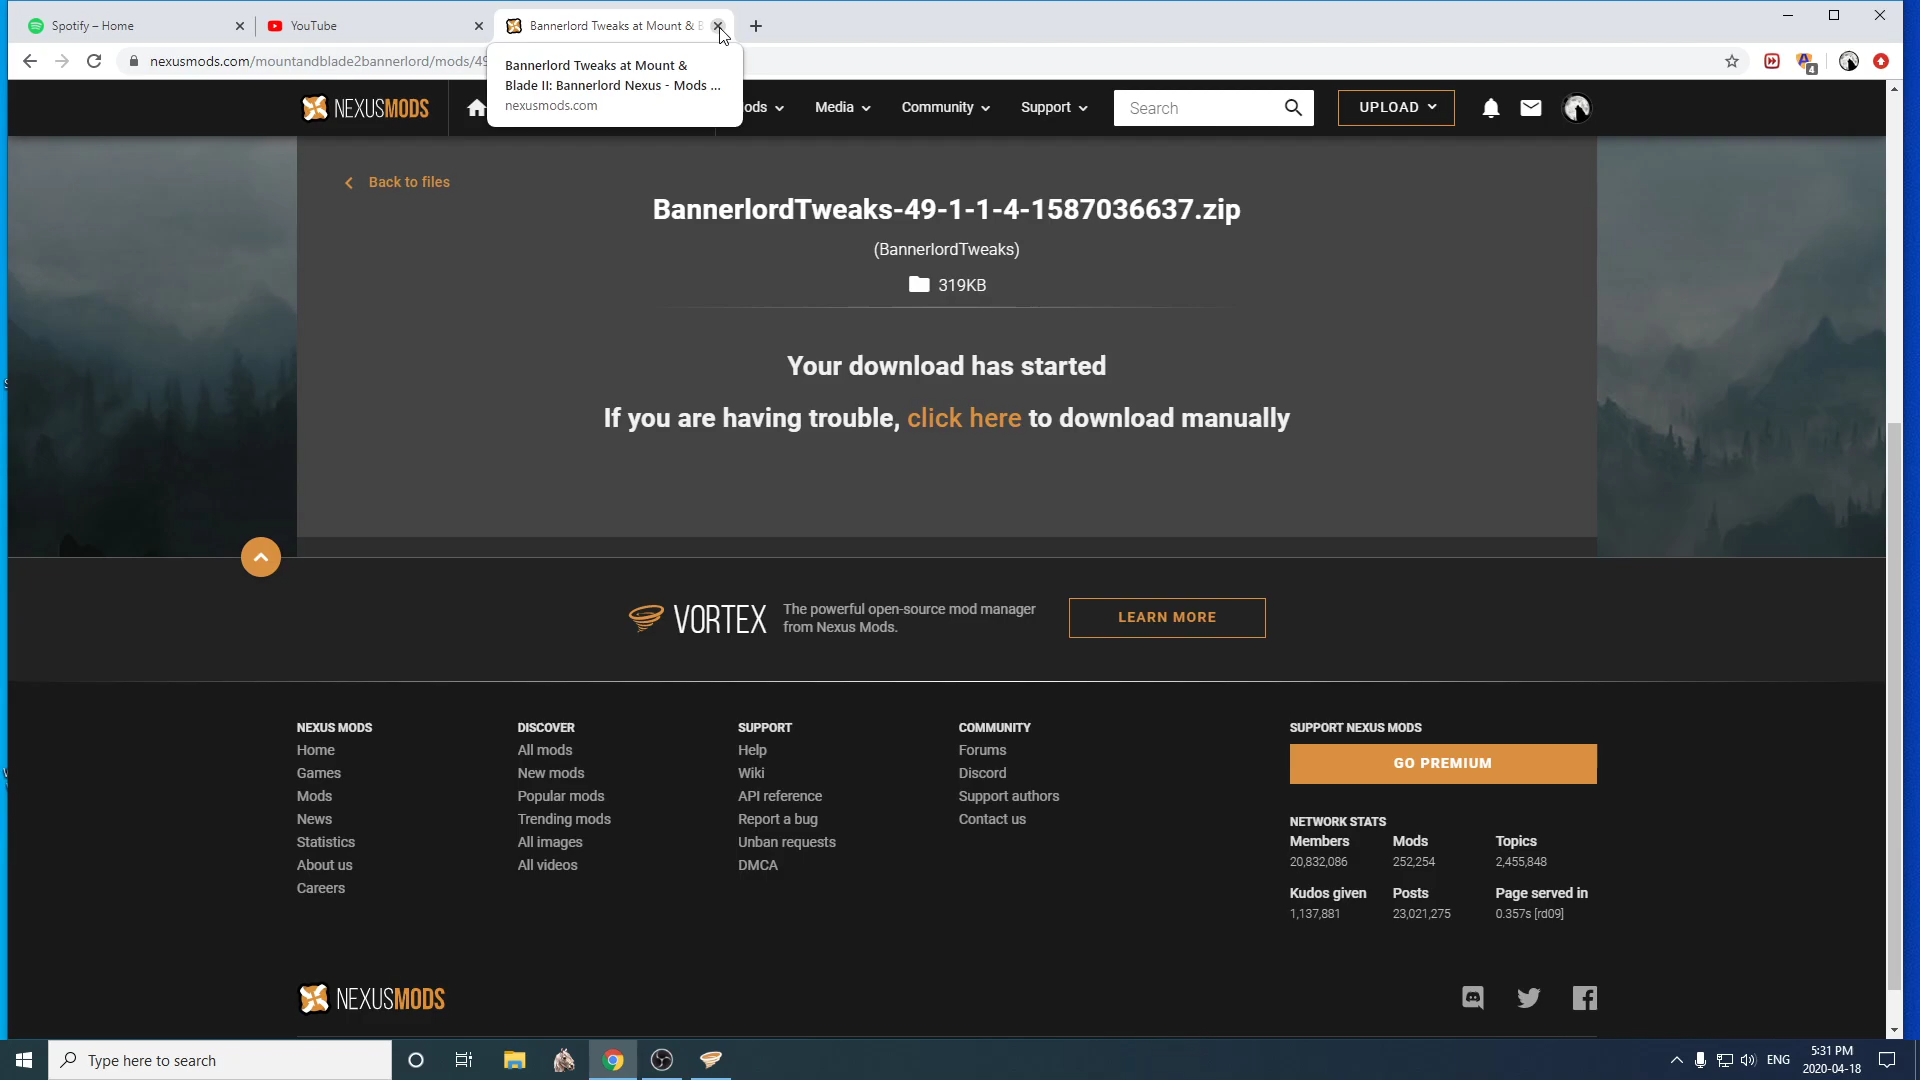 Spotify – Home
YouTube
Bannerlord Tweaks at Mount & B
nexusmods.com/mountandblade2bannerlord/mods/49
4
Bannerlord Tweaks at Mount &
Blade II: Bannerlord Nexus - Mods ...
nexusmods.com
NEXUSMODS
ods
Media
Community
Support
Search
UPLOAD
Back to files
BannerlordTweaks-49-1-1-4-1587036637.zip
(BannerlordTweaks)
319KB
Your download has started
If you are having trouble, click here to download manually
VORTEX
The powerful open-source mod manager
from Nexus Mods.
LEARN MORE
NEXUS MODS
Home
Games
Mods
News
Statistics
About us
Careers
DISCOVER
All mods
New mods
Popular mods
Trending mods
All images
All videos
SUPPORT
Help
Wiki
API reference
Report a bug
Unban requests
DMCA
COMMUNITY
Forums
Discord
Support authors
Contact us
SUPPORT NEXUS MODS
GO PREMIUM
NETWORK STATS
Members Mods Topics
20,832,086 252,254 2,455,848
Kudos given Posts Page served in
1,137,881 23,021,275 0.357s [rd09]
NEXUSMODS
Type here to search
ENG
5:31 PM
2020-04-18